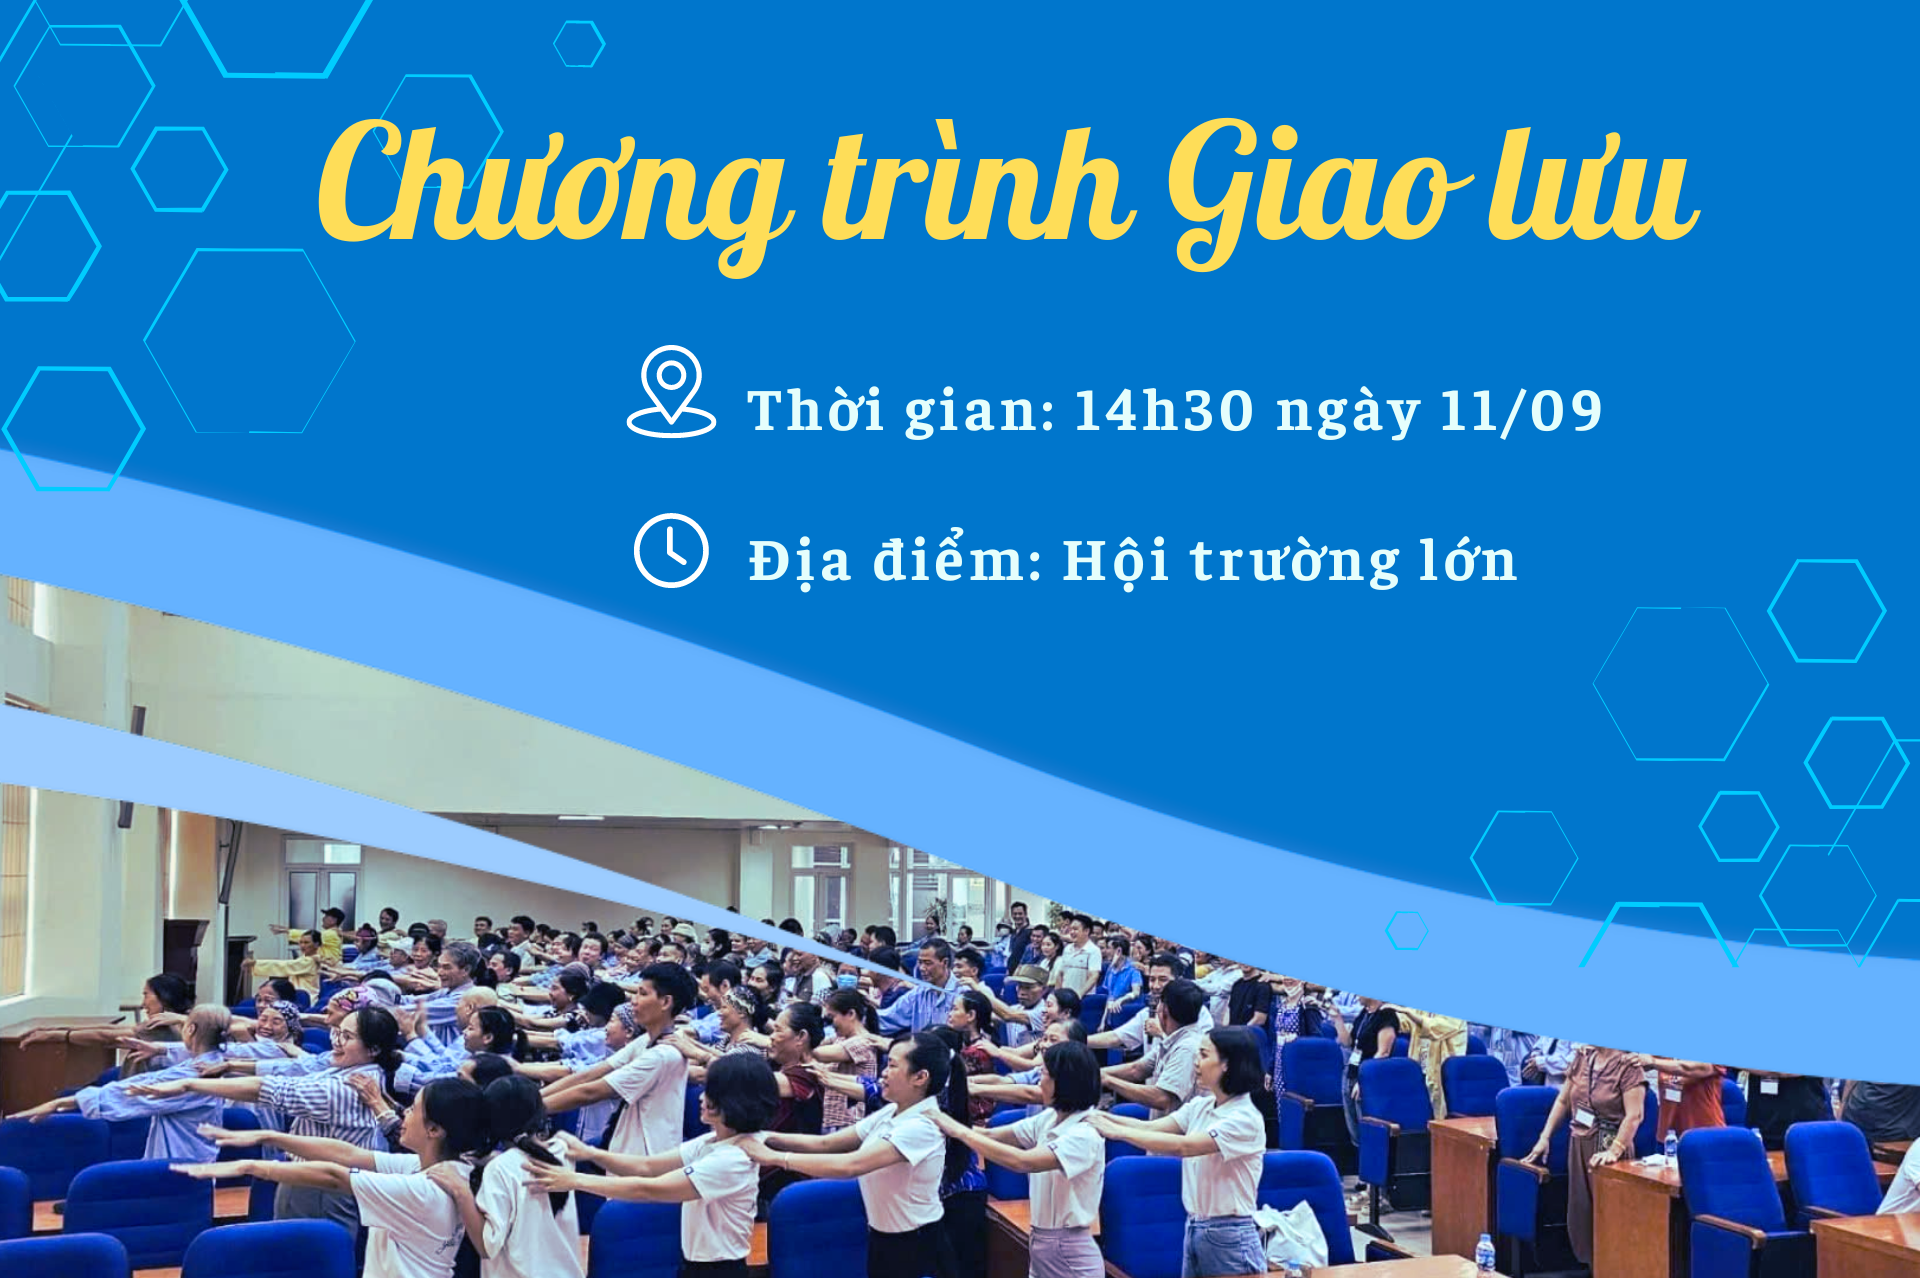 Chương trình Giao lưu
Thời gian: 14h30 ngày 11/09
Địa điểm: Hội trường lớn